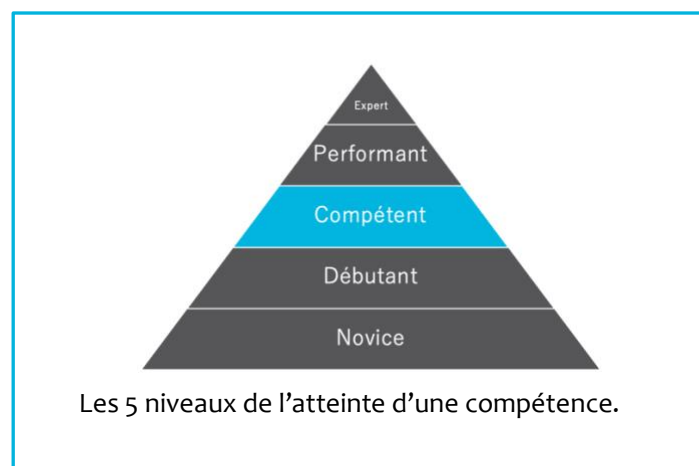 Expert
Performant
Compétent
Débutant
Novice
Les 5 niveaux de l’atteinte d’une compétence.